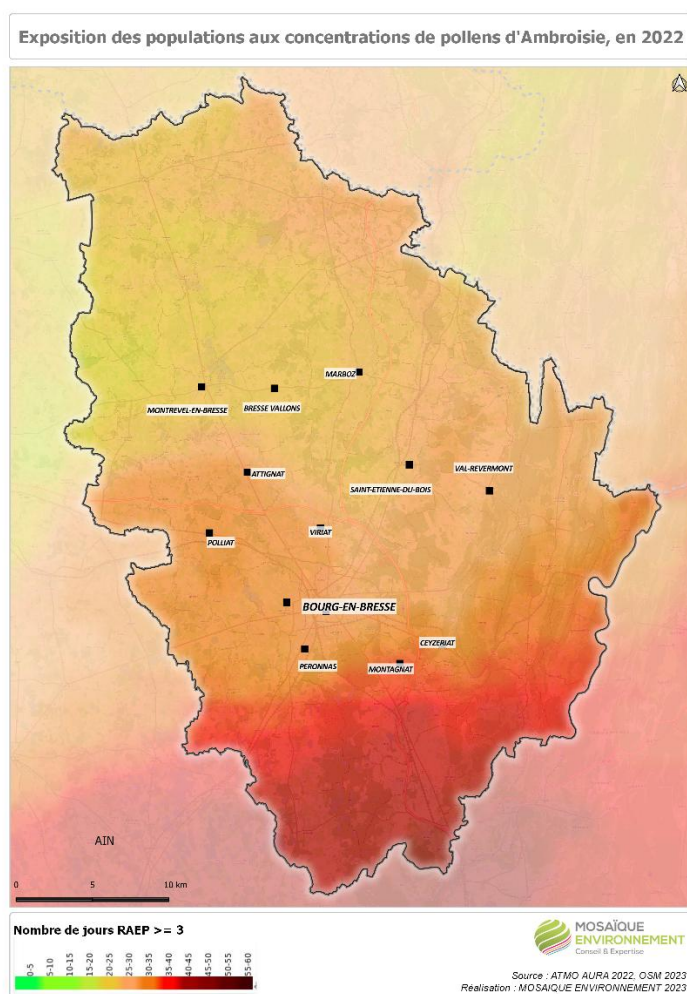 Exposition des populations aux concentrations de pollens d'Ambroisie, en 2022
MARBOZ
MONTREVEL-EN-BRESSE
BRESSE VALLONS
ATTIGNAT
VAL-REVERMONT
SAINT-ETIENNE-DU-BOIS
VIRIAT
POLLIAT
BOURG-EN-BRESSE
CEYZERIAT
PERONNAS
MONTAGNAT
AIN
0 5 10 km
Nombre de jours RAEP >= 3
0-5 5-10 10-15 15-20 20-25 25-30 30-35 35-40 40-45 45-50 50-55 55-60
MOSAÏQUE
ENVIRONNEMENT
Conseil & Expertise
Source : ATMO AURA 2022, OSM 2023
Réalisation : MOSAIQUE ENVIRONNEMENT 2023